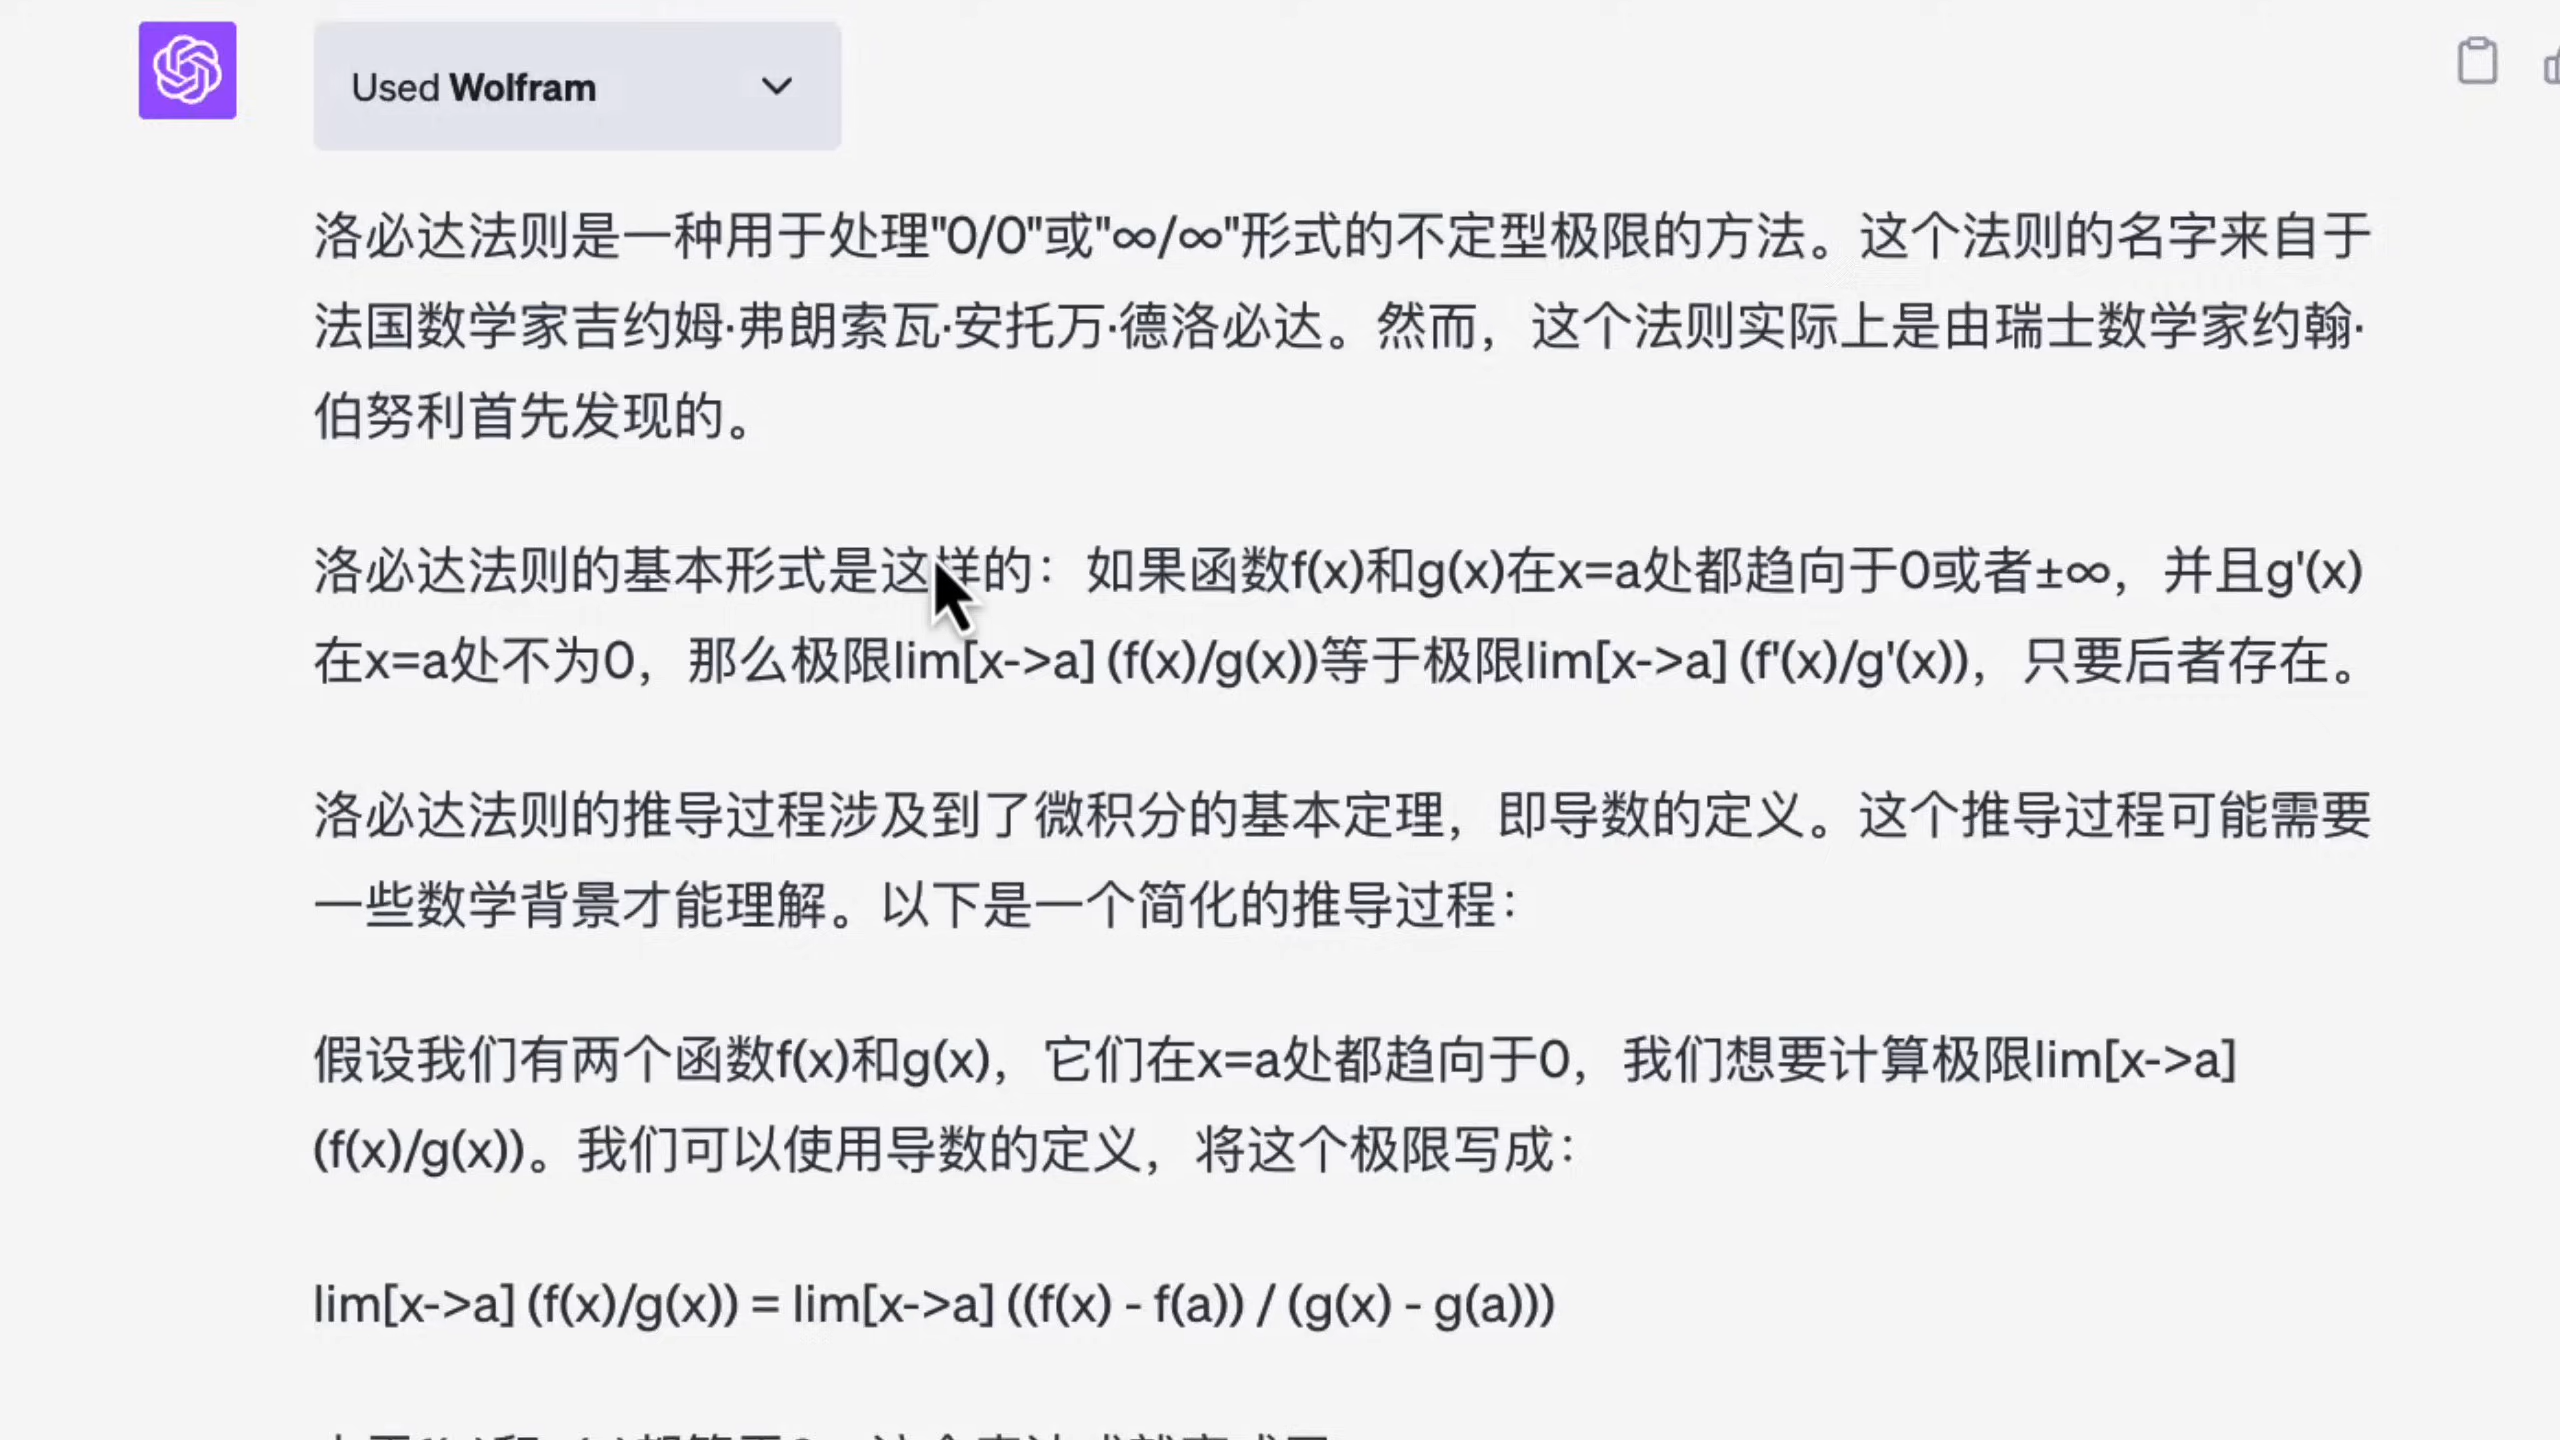 Used Wolfram
洛必达法则是一种用于处理"0/0"或"∞/∞"形式的不定型极限的方法。这个法则的名字来自于
法国数学家吉约姆·弗朗索瓦·安托万·德洛必达。然而，这个法则实际上是由瑞士数学家约翰·
伯努利首先发现的。
洛必达法则的基本形式是这样的：如果函数f(x)和g(x)在x=a处都趋向于0或者±∞，并且g'(x)
在x=a处不为0，那么极限lim[x->a] (f(x)/g(x))等于极限lim[x->a] (f'(x)/g'(x))，只要后者存在。
洛必达法则的推导过程涉及到了微积分的基本定理，即导数的定义。这个推导过程可能需要
一些数学背景才能理解。以下是一个简化的推导过程：
假设我们有两个函数f(x)和g(x)，它们在x=a处都趋向于0，我们想要计算极限lim[x->a]
(f(x)/g(x))。我们可以使用导数的定义，将这个极限写成：
lim[x->a] (f(x)/g(x)) = lim[x->a] ((f(x) - f(a)) / (g(x) - g(a)))